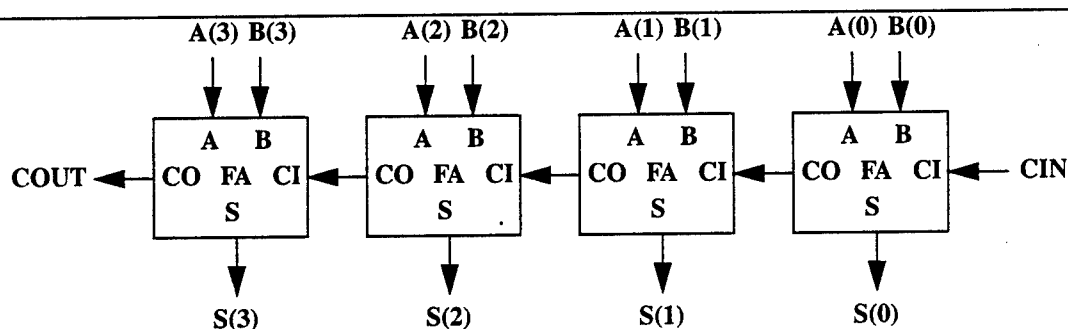 A(3) B(3) A(2) B(2) A(1) B(1) A(0) B(0)
A B A B A B A B
COUT CO FA CI CO FA CI CO FA CI CO FA CI CIN
S S S S
S(3) S(2) S(1) S(0)